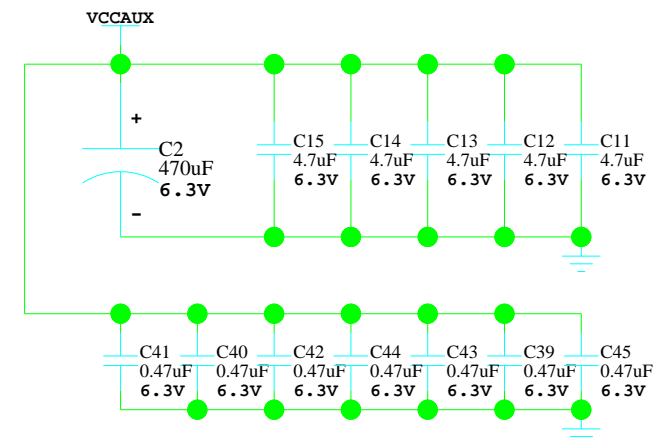 VCCAUX
+
C2
470uF
6.3V
-
C15
4.7uF
6.3V
C14
4.7uF
6.3V
C13
4.7uF
6.3V
C12
4.7uF
6.3V
C11
4.7uF
6.3V
C41
0.47uF
6.3V
C40
0.47uF
6.3V
C42
0.47uF
6.3V
C44
0.47uF
6.3V
C43
0.47uF
6.3V
C39
0.47uF
6.3V
C45
0.47uF
6.3V